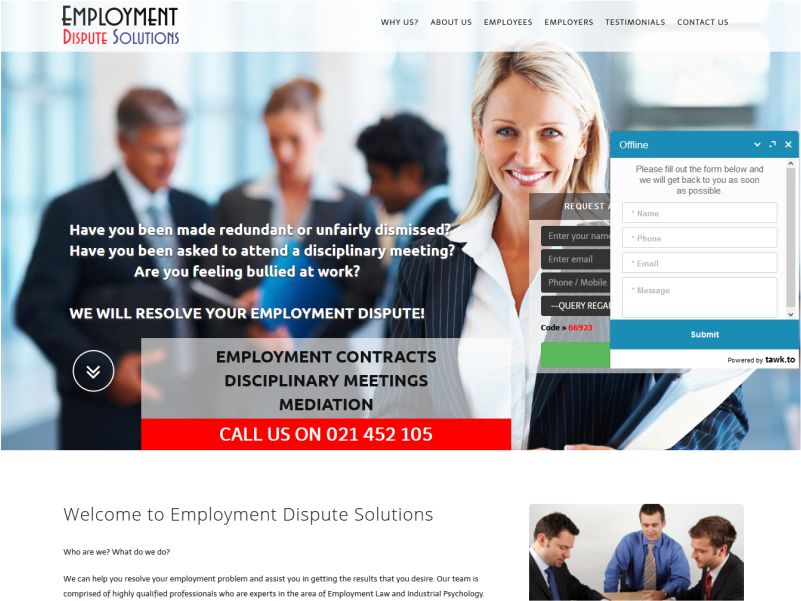 EMPLOYMENT
DISPUTE SOLUTIONS
WHY US? ABOUT US EMPLOYEES EMPLOYERS TESTIMONIALS CONTACT US
Have you been made redundant or unfairly dismissed?
Have you been asked to attend a disciplinary meeting?
Are you feeling bullied at work?
WE WILL RESOLVE YOUR EMPLOYMENT DISPUTE!
EMPLOYMENT CONTRACTS
DISCIPLINARY MEETINGS
MEDIATION
CALL US ON 021 452 105
REQUEST A
Enter your name
Enter email
Phone / Mobile.
---QUERY REGA
Code » 66923
Offline
Please fill out the form below and
we will get back to you as soon
as possible.
* Name
* Phone
* Email
* Message
Submit
Powered by tawk.to
Welcome to Employment Dispute Solutions
Who are we? What do we do?
We can help you resolve your employment problem and assist you in getting the results that you desire. Our team is
comprised of highly qualified professionals who are experts in the area of Employment Law and Industrial Psychology.